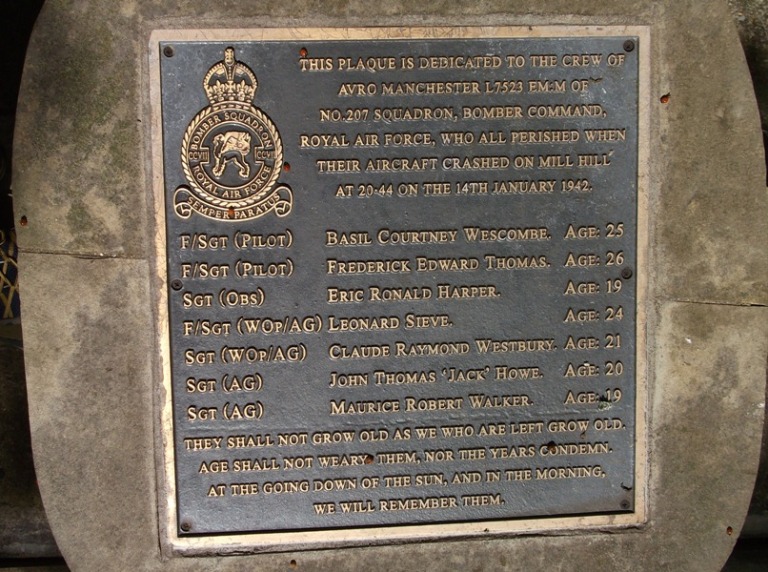 THIS PLAQUE IS DEDICATED TO THE CREW OF
AVRO MANCHESTER L7523 EM:M OF
NO.207 SQUADRON, BOMBER COMMAND,
ROYAL AIR FORCE, WHO ALL PERISHED WHEN
THEIR AIRCRAFT CRASHED ON MILL HILL
AT 20·44 ON THE 14TH JANUARY 1942.
BOMBER SQUADRON
CCVII CCVII
ROYAL AIR FORCE
SEMPER PARATUS
F/SGT (PILOT) BASIL COURTNEY WESCOMBE. AGE: 25
F/SGT (PILOT) FREDERICK EDWARD THOMAS. AGE: 26
SGT (OBS) ERIC RONALD HARPER. AGE: 19
F/SGT (WOP/AG) LEONARD SIEVE. AGE: 24
SGT (WOP/AG) CLAUDE RAYMOND WESTBURY. AGE: 21
SGT (AG) JOHN THOMAS 'JACK' HOWE. AGE: 20
SGT (AG) MAURICE ROBERT WALKER. AGE: 19
THEY SHALL NOT GROW OLD AS WE WHO ARE LEFT GROW OLD.
AGE SHALL NOT WEARY THEM, NOR THE YEARS CONDEMN.
AT THE GOING DOWN OF THE SUN, AND IN THE MORNING,
WE WILL REMEMBER THEM.